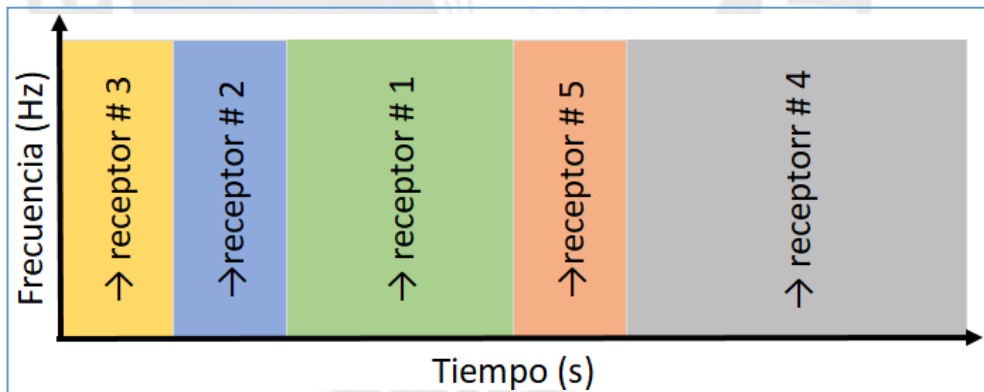 Frecuencia (Hz)
→ receptor # 3
→receptor # 2
→ receptor # 1
→receptor # 5
→ receptorr # 4
Tiempo (s)